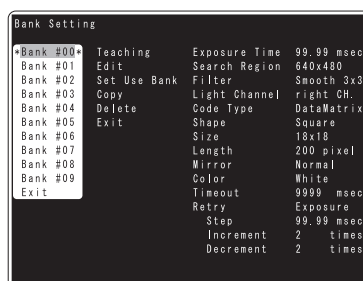 Bank Setting
*Bank #00* Teaching Exposure Time 99.99 msec
Bank #01 Edit Search Region 640x480
Bank #02 Set Use Bank Filter Smooth 3x3
Bank #03 Copy Light Channel right CH.
Bank #04 Delete Code Type DataMatrix
Bank #05 Exit Shape Square
Bank #06 Size 18x18
Bank #07 Length 200 pixel
Bank #08 Mirror Normal
Bank #09 Color White
Exit Timeout 9999 msec
Retry Exposure
Step 99.99 msec
Increment 2 times
Decrement 2 times